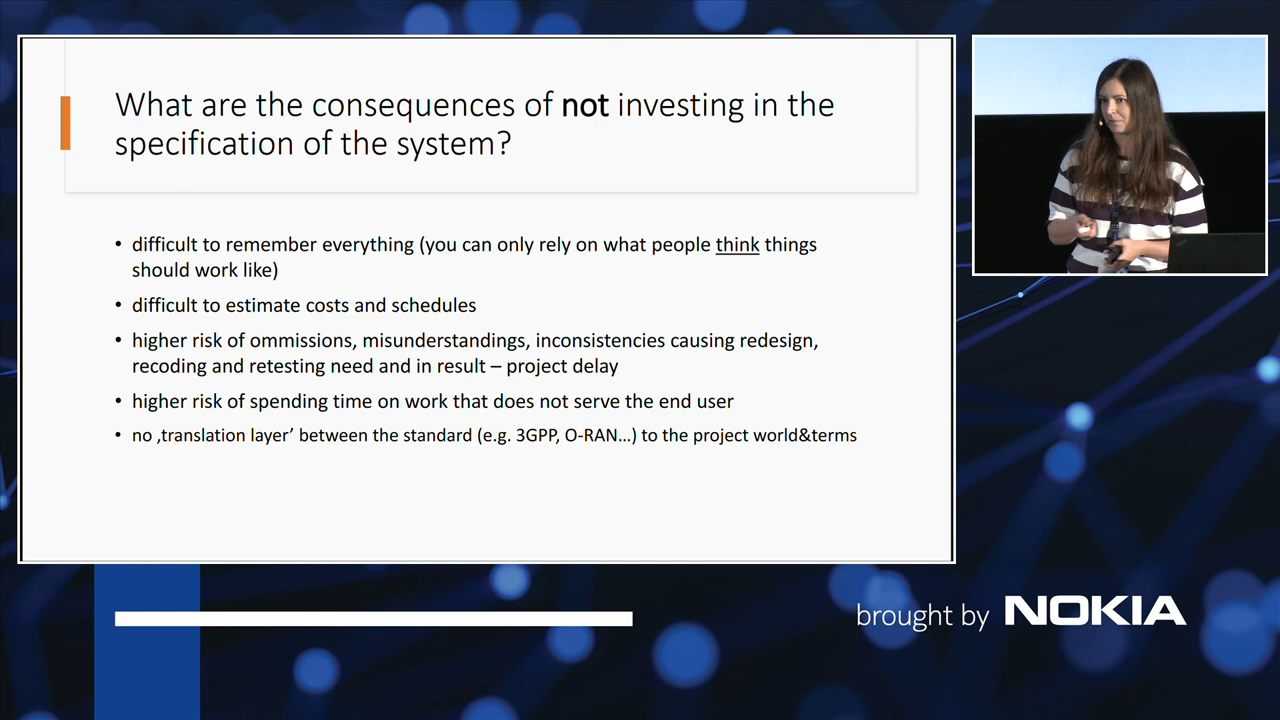 What are the consequences of not investing in the
specification of the system?
• difficult to remember everything (you can only rely on what people think things
should work like)
• difficult to estimate costs and schedules
• higher risk of ommissions, misunderstandings, inconsistencies causing redesign,
recoding and retesting need and in result – project delay
• higher risk of spending time on work that does not serve the end user
• no ‚translation layer’ between the standard (e.g. 3GPP, O-RAN…) to the project world&terms
brought by NOKIA